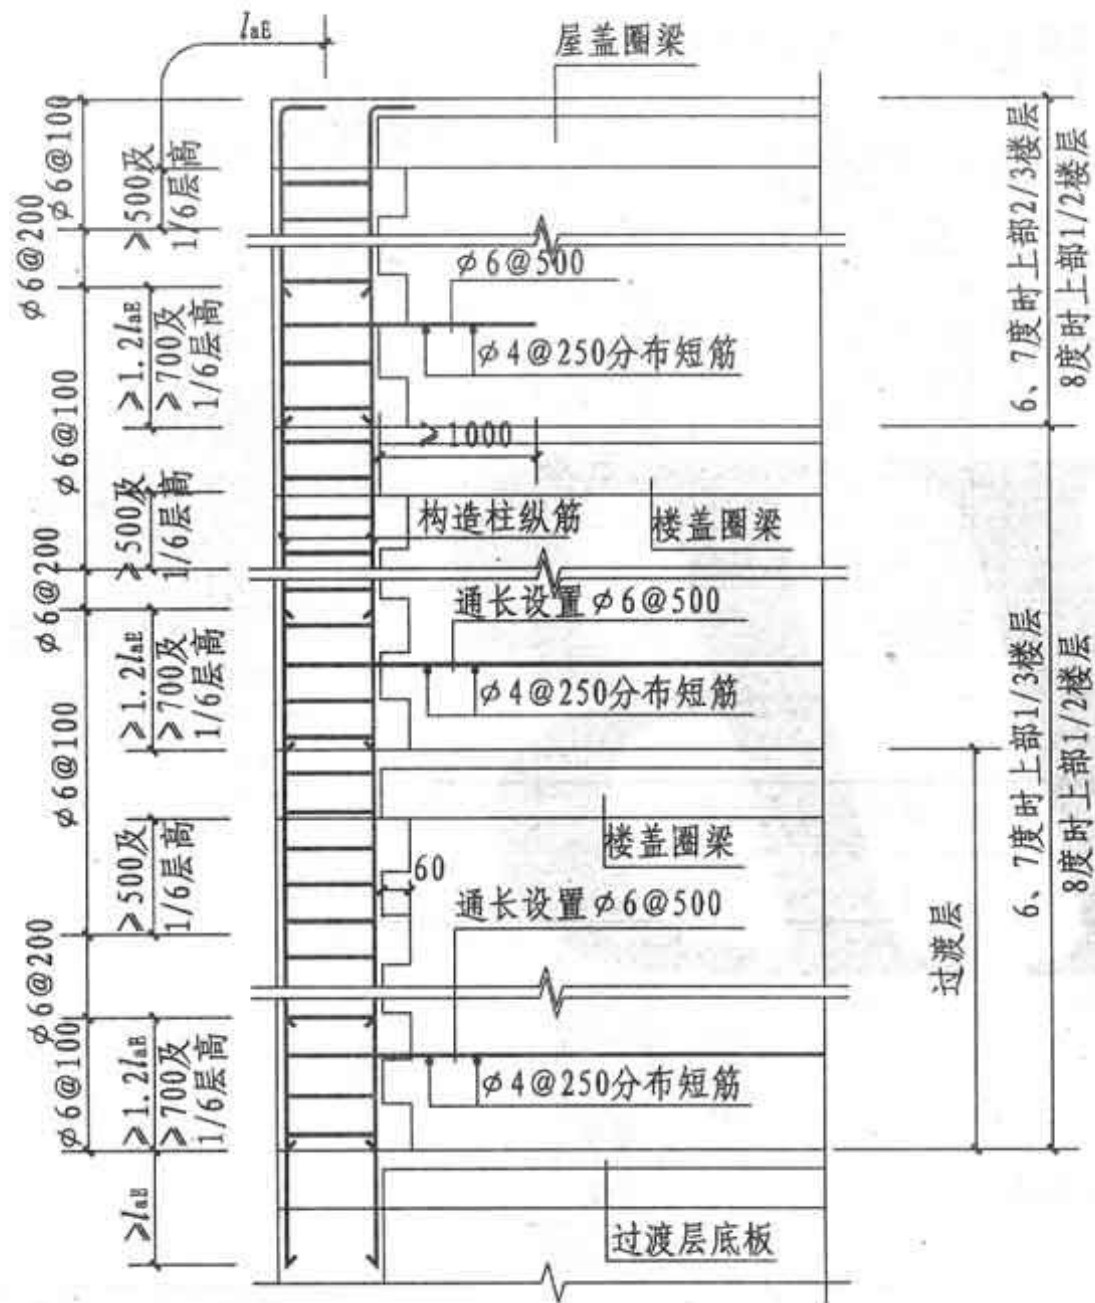 laE
屋盖圈梁
ϕ6@100
≥500及
1/6层高
ϕ6@200
ϕ6@500
ϕ4@250分布短筋
≥1.2laE
≥700及
1/6层高
6、7度时上部2/3楼层
8度时上部1/2楼层
ϕ6@100
≥1000
≥500及
1/6层高
构造柱纵筋
楼盖圈梁
ϕ6@200
通长设置ϕ6@500
ϕ4@250分布短筋
≥1.2laE
≥700及
1/6层高
6、7度时上部1/3楼层
8度时上部1/2楼层
ϕ6@100
楼盖圈梁
≥500及
1/6层高
60
通长设置ϕ6@500
过渡层
ϕ6@200
ϕ6@100
≥1.2laE
≥700及
1/6层高
ϕ4@250分布短筋
≥laE
过渡层底板